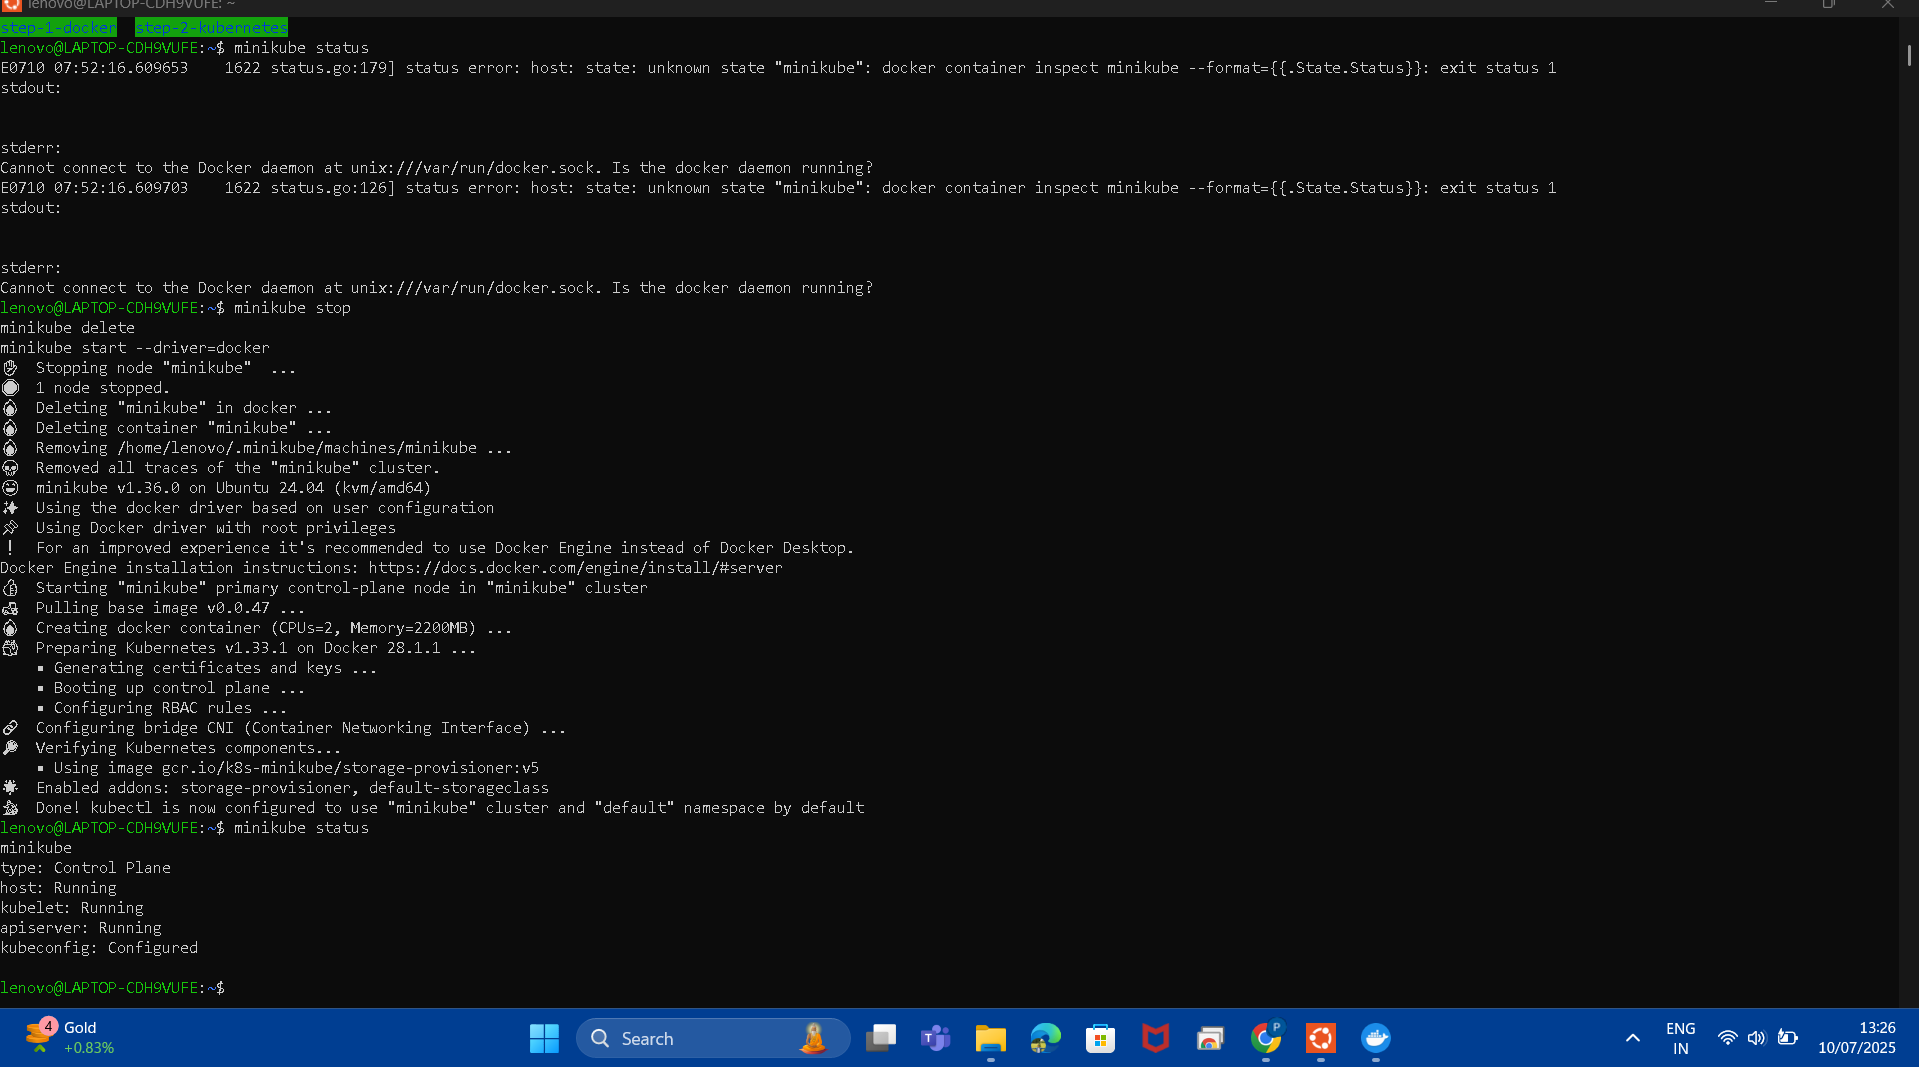 lenovo@LAPTOP-CDH9VUFE: ~
step-1-docker  step-2-kubernetes
lenovo@LAPTOP-CDH9VUFE:~$ minikube status
E0710 07:52:16.609653    1622 status.go:179] status error: host: state: unknown state "minikube": docker container inspect minikube --format={{.State.Status}}: exit status 1
stdout:
stderr:
Cannot connect to the Docker daemon at unix:///var/run/docker.sock. Is the docker daemon running?
E0710 07:52:16.609703    1622 status.go:126] status error: host: state: unknown state "minikube": docker container inspect minikube --format={{.State.Status}}: exit status 1
stdout:
stderr:
Cannot connect to the Docker daemon at unix:///var/run/docker.sock. Is the docker daemon running?
lenovo@LAPTOP-CDH9VUFE:~$ minikube stop
minikube delete
minikube start --driver=docker
Stopping node "minikube"  ...
1 node stopped.
Deleting "minikube" in docker ...
Deleting container "minikube" ...
Removing /home/lenovo/.minikube/machines/minikube ...
Removed all traces of the "minikube" cluster.
minikube v1.36.0 on Ubuntu 24.04 (kvm/amd64)
Using the docker driver based on user configuration
Using Docker driver with root privileges
! For an improved experience it's recommended to use Docker Engine instead of Docker Desktop.
Docker Engine installation instructions: https://docs.docker.com/engine/install/#server
Starting "minikube" primary control-plane node in "minikube" cluster
Pulling base image v0.0.47 ...
Creating docker container (CPUs=2, Memory=2200MB) ...
Preparing Kubernetes v1.33.1 on Docker 28.1.1 ...
▪ Generating certificates and keys ...
▪ Booting up control plane ...
▪ Configuring RBAC rules ...
Configuring bridge CNI (Container Networking Interface) ...
Verifying Kubernetes components...
▪ Using image gcr.io/k8s-minikube/storage-provisioner:v5
Enabled addons: storage-provisioner, default-storageclass
Done! kubectl is now configured to use "minikube" cluster and "default" namespace by default
lenovo@LAPTOP-CDH9VUFE:~$ minikube status
minikube
type: Control Plane
host: Running
kubelet: Running
apiserver: Running
kubeconfig: Configured
lenovo@LAPTOP-CDH9VUFE:~$
4
Gold
+0.83%
Search
P
ENG
IN
13:26
10/07/2025